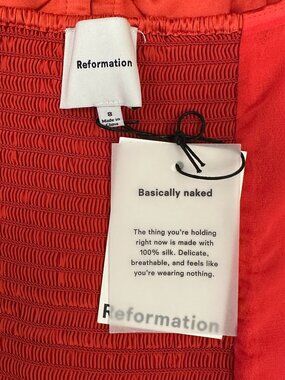 Reformation
8
Made in
China
Basically naked
The thing you're holding
right now is made with
100% silk. Delicate,
breathable, and feels like
you're wearing nothing.
Reformation